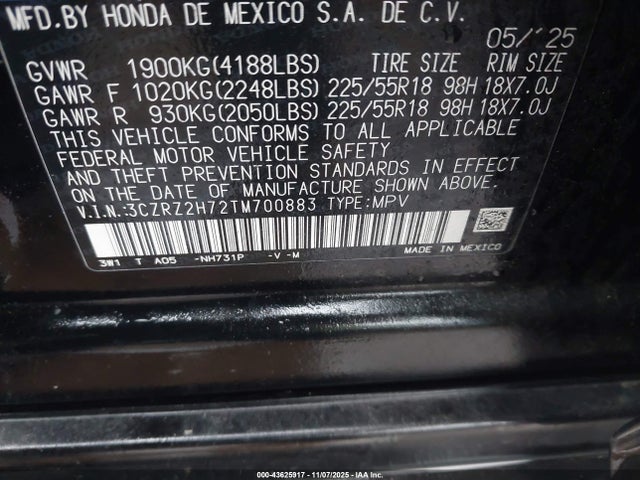 MFD.BY HONDA DE MEXICO S.A. DE C.V.
05/'25
GVWR 1900KG(4188LBS) TIRE SIZE RIM SIZE
GAWR F 1020KG(2248LBS) 225/55R18 98H 18X7.0J
GAWR R 930KG(2050LBS) 225/55R18 98H 18X7.0J
THIS VEHICLE CONFORMS TO ALL APPLICABLE
FEDERAL MOTOR VEHICLE SAFETY
AND THEFT PREVENTION STANDARDS IN EFFECT
ON THE DATE OF MANUFACTURE SHOWN ABOVE.
V.I.N.:3CZRZ2H72TM700883 TYPE:MPV
3W1 T A05 -NH731P -V -M MADE IN MEXICO
000-43625917 - 11/07/2025 - IAA Inc.